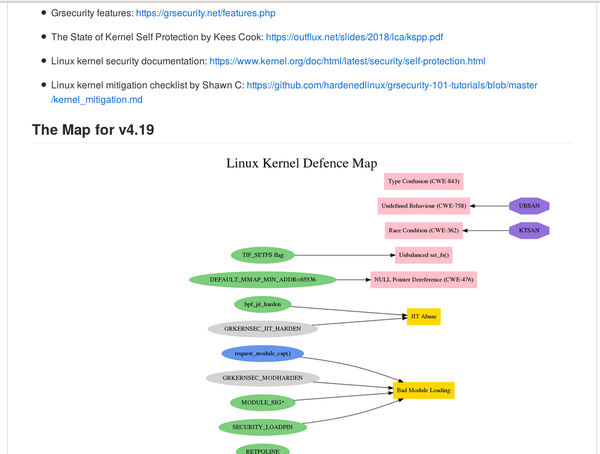 Grsecurity features: https://grsecurity.net/features.php
The State of Kernel Self Protection by Kees Cook: https://outflux.net/slides/2018/lca/kspp.pdf
Linux kernel security documentation: https://www.kernel.org/doc/html/latest/security/self-protection.html
Linux kernel mitigation checklist by Shawn C: https://github.com/hardenedlinux/grsecurity-101-tutorials/blob/master
/kernel_mitigation.md
The Map for v4.19
Linux Kernel Defence Map
Type Confusion (CWE-843)
Undefined Behaviour (CWE-758)
UBSAN
Race Condition (CWE-362)
KTSAN
TIF_SETFS flag
Unbalanced set_fs()
DEFAULT_MMAP_MIN_ADDR=65536
NULL Pointer Dereference (CWE-476)
bpf_jit_harden
JIT Abuse
GRKERNSEC_JIT_HARDEN
request_module_cap()
GRKERNSEC_MODHARDEN
Bad Module Loading
MODULE_SIG*
SECURITY_LOADPIN
RETPOLINE